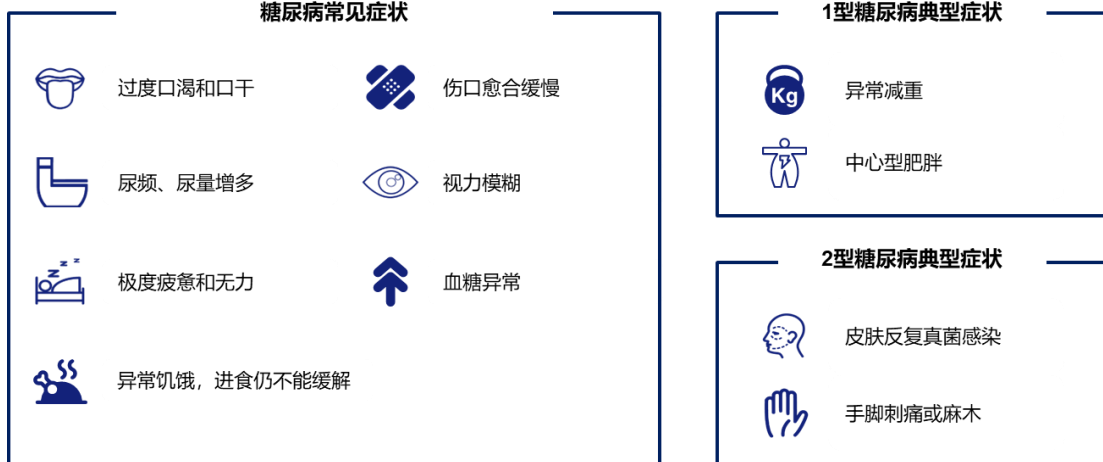 糖尿病常见症状
过度口渴和口干
伤口愈合缓慢
尿频、尿量增多
视力模糊
极度疲惫和无力
血糖异常
异常饥饿，进食仍不能缓解
1型糖尿病典型症状
Kg
异常减重
中心型肥胖
2型糖尿病典型症状
皮肤反复真菌感染
手脚刺痛或麻木